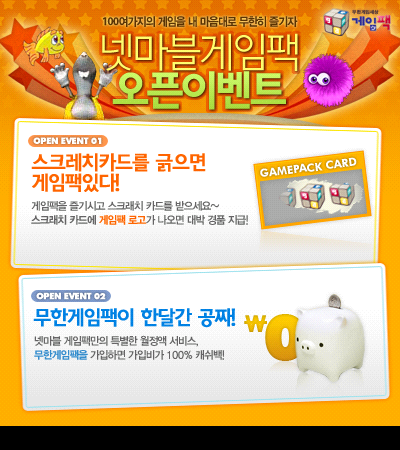 100여가지의 게임을 내 마음대로 무한히 즐기자
무한게임세상
게임팩
넷마블게임팩
오픈이벤트
OPEN EVENT 01
스크레치카드를 긁으면
게임팩있다!
게임팩을 즐기시고 스크래치 카드를 받으세요~
스크래치 카드에 게임팩 로고가 나오면 대박 경품 지급!
GAMEPACK CARD
OPEN EVENT 02
무한게임팩이 한달간 공짜!
넷마블 게임팩만의 특별한 월정액 서비스,
무한게임팩을 가입하면 가입비가 100% 캐쉬백!
₩0